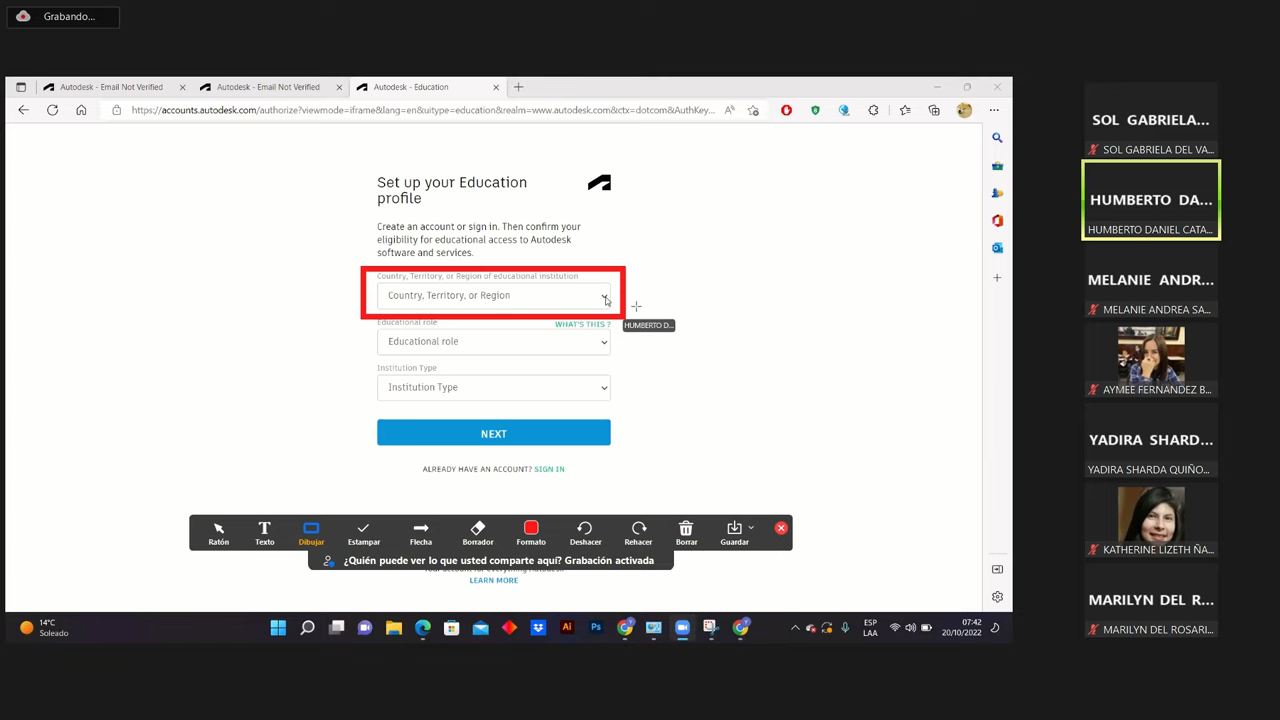 Grabando...
Autodesk - Email Not Verified
Autodesk - Email Not Verified
Autodesk - Education
https://accounts.autodesk.com/authorize?viewmode=iframe&lang=en&uitype=education&realm=www.autodesk.com&ctx=dotcom&AuthKey...
Set up your Education
profile
Create an account or sign in. Then confirm your
eligibility for educational access to Autodesk
software and services.
Country, Territory, or Region of educational institution
Country, Territory, or Region
Educational role
WHAT'S THIS ?
HUMBERTO D...
Educational role
Institution Type
Institution Type
NEXT
ALREADY HAVE AN ACCOUNT? SIGN IN
Ratón
Texto
Dibujar
Estampar
Flecha
Borrador
Formato
Deshacer
Rehacer
Borrar
Guardar
¿Quién puede ver lo que usted comparte aquí? Grabación activada
LEARN MORE
14°C
Soleado
Ai
Ps
ESP
LAA
07:42
20/10/2022
SOL GABRIELA...
SOL GABRIELA DEL VA...
HUMBERTO DA...
HUMBERTO DANIEL CATA...
MELANIE ANDR...
MELANIE ANDREA SA...
AYMEE FERNANDEZ B...
YADIRA SHARD...
YADIRA SHARDA QUIÑO...
KATHERINE LIZETH ÑA...
MARILYN DEL R...
MARILYN DEL ROSARI...